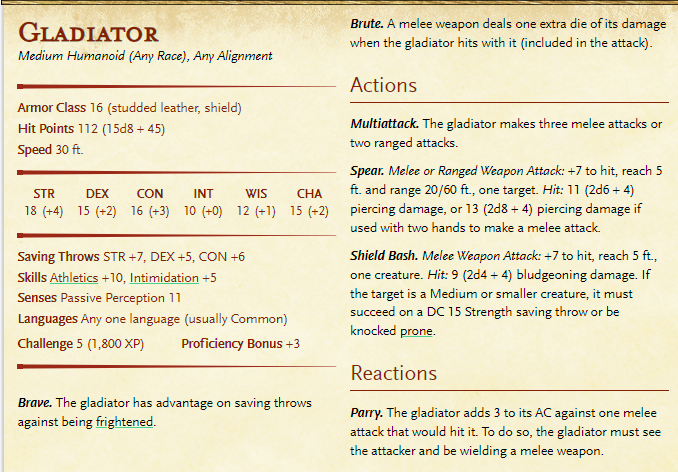 GLADIATOR
Medium Humanoid (Any Race), Any Alignment
Armor Class 16 (studded leather, shield)
Hit Points 112 (15d8 + 45)
Speed 30 ft.
STR DEX CON INT WIS CHA
18 (+4) 15 (+2) 16 (+3) 10 (+0) 12 (+1) 15 (+2)
Saving Throws STR +7, DEX +5, CON +6
Skills Athletics +10, Intimidation +5
Senses Passive Perception 11
Languages Any one language (usually Common)
Challenge 5 (1,800 XP) Proficiency Bonus +3
Brave. The gladiator has advantage on saving throws
against being frightened.
Brute. A melee weapon deals one extra die of its damage
when the gladiator hits with it (included in the attack).
Actions
Multiattack. The gladiator makes three melee attacks or
two ranged attacks.
Spear. Melee or Ranged Weapon Attack: +7 to hit, reach 5
ft. and range 20/60 ft., one target. Hit: 11 (2d6 + 4)
piercing damage, or 13 (2d8 + 4) piercing damage if
used with two hands to make a melee attack.
Shield Bash. Melee Weapon Attack: +7 to hit, reach 5 ft.,
one creature. Hit: 9 (2d4 + 4) bludgeoning damage. If
the target is a Medium or smaller creature, it must
succeed on a DC 15 Strength saving throw or be
knocked prone.
Reactions
Parry. The gladiator adds 3 to its AC against one melee
attack that would hit it. To do so, the gladiator must see
the attacker and be wielding a melee weapon.